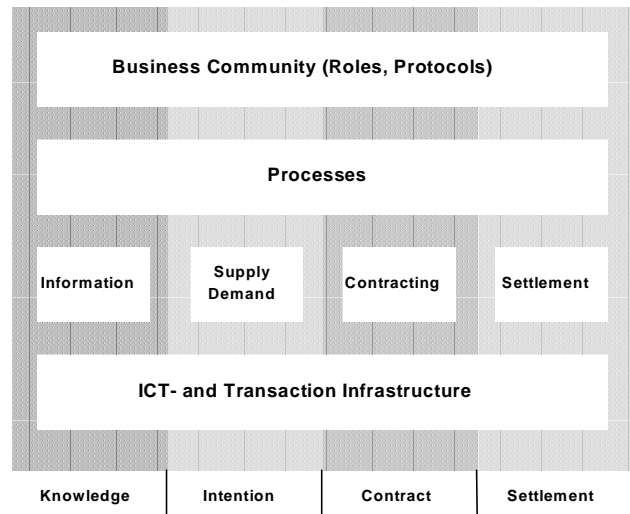 Business Community (Roles, Protocols)
Processes
Information
Supply
Demand
Contracting
Settlement
ICT- and Transaction Infrastructure
Knowledge
Intention
Contract
Settlement